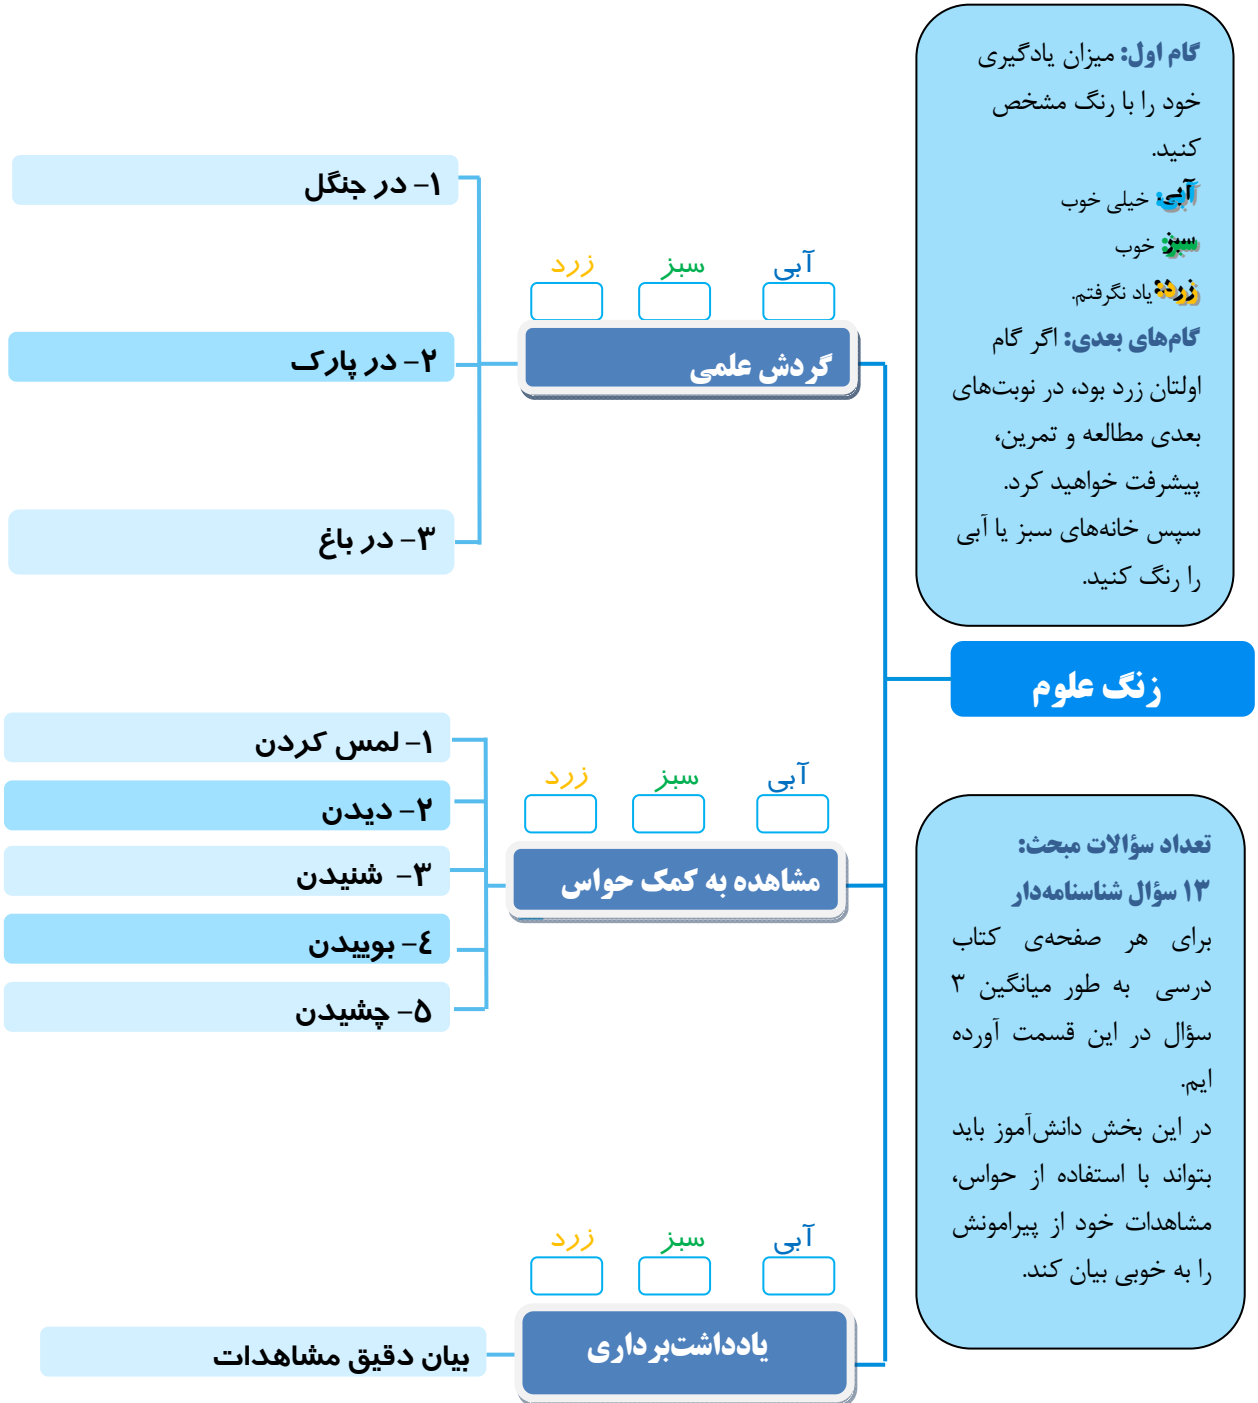 گام اول: میزان یادگیری
خود را با رنگ مشخص
کنید.
آبی: خیلی خوب
سبز: خوب
زرد: یاد نگرفتم.
گام‌های بعدی: اگر گام
اولتان زرد بود، در نوبت‌های
بعدی مطالعه و تمرین،
پیشرفت خواهید کرد.
سپس خانه‌های سبز یا آبی
را رنگ کنید.
زنگ علوم
تعداد سؤالات مبحث:
۱۳ سؤال شناسنامه‌دار
برای هر صفحه‌ی کتاب
درسی به طور میانگین ۳
سؤال در این قسمت آورده
ایم.
در این بخش دانش‌آموز باید
بتواند با استفاده از حواس،
مشاهدات خود از پیرامونش
را به خوبی بیان کند.
آبی سبز زرد
گردش علمی
۱- در جنگل
۲- در پارک
۳- در باغ
آبی سبز زرد
مشاهده به کمک حواس
۱- لمس کردن
۲- دیدن
۳- شنیدن
٤- بوییدن
۵- چشیدن
آبی سبز زرد
یادداشت‌برداری
بیان دقیق مشاهدات